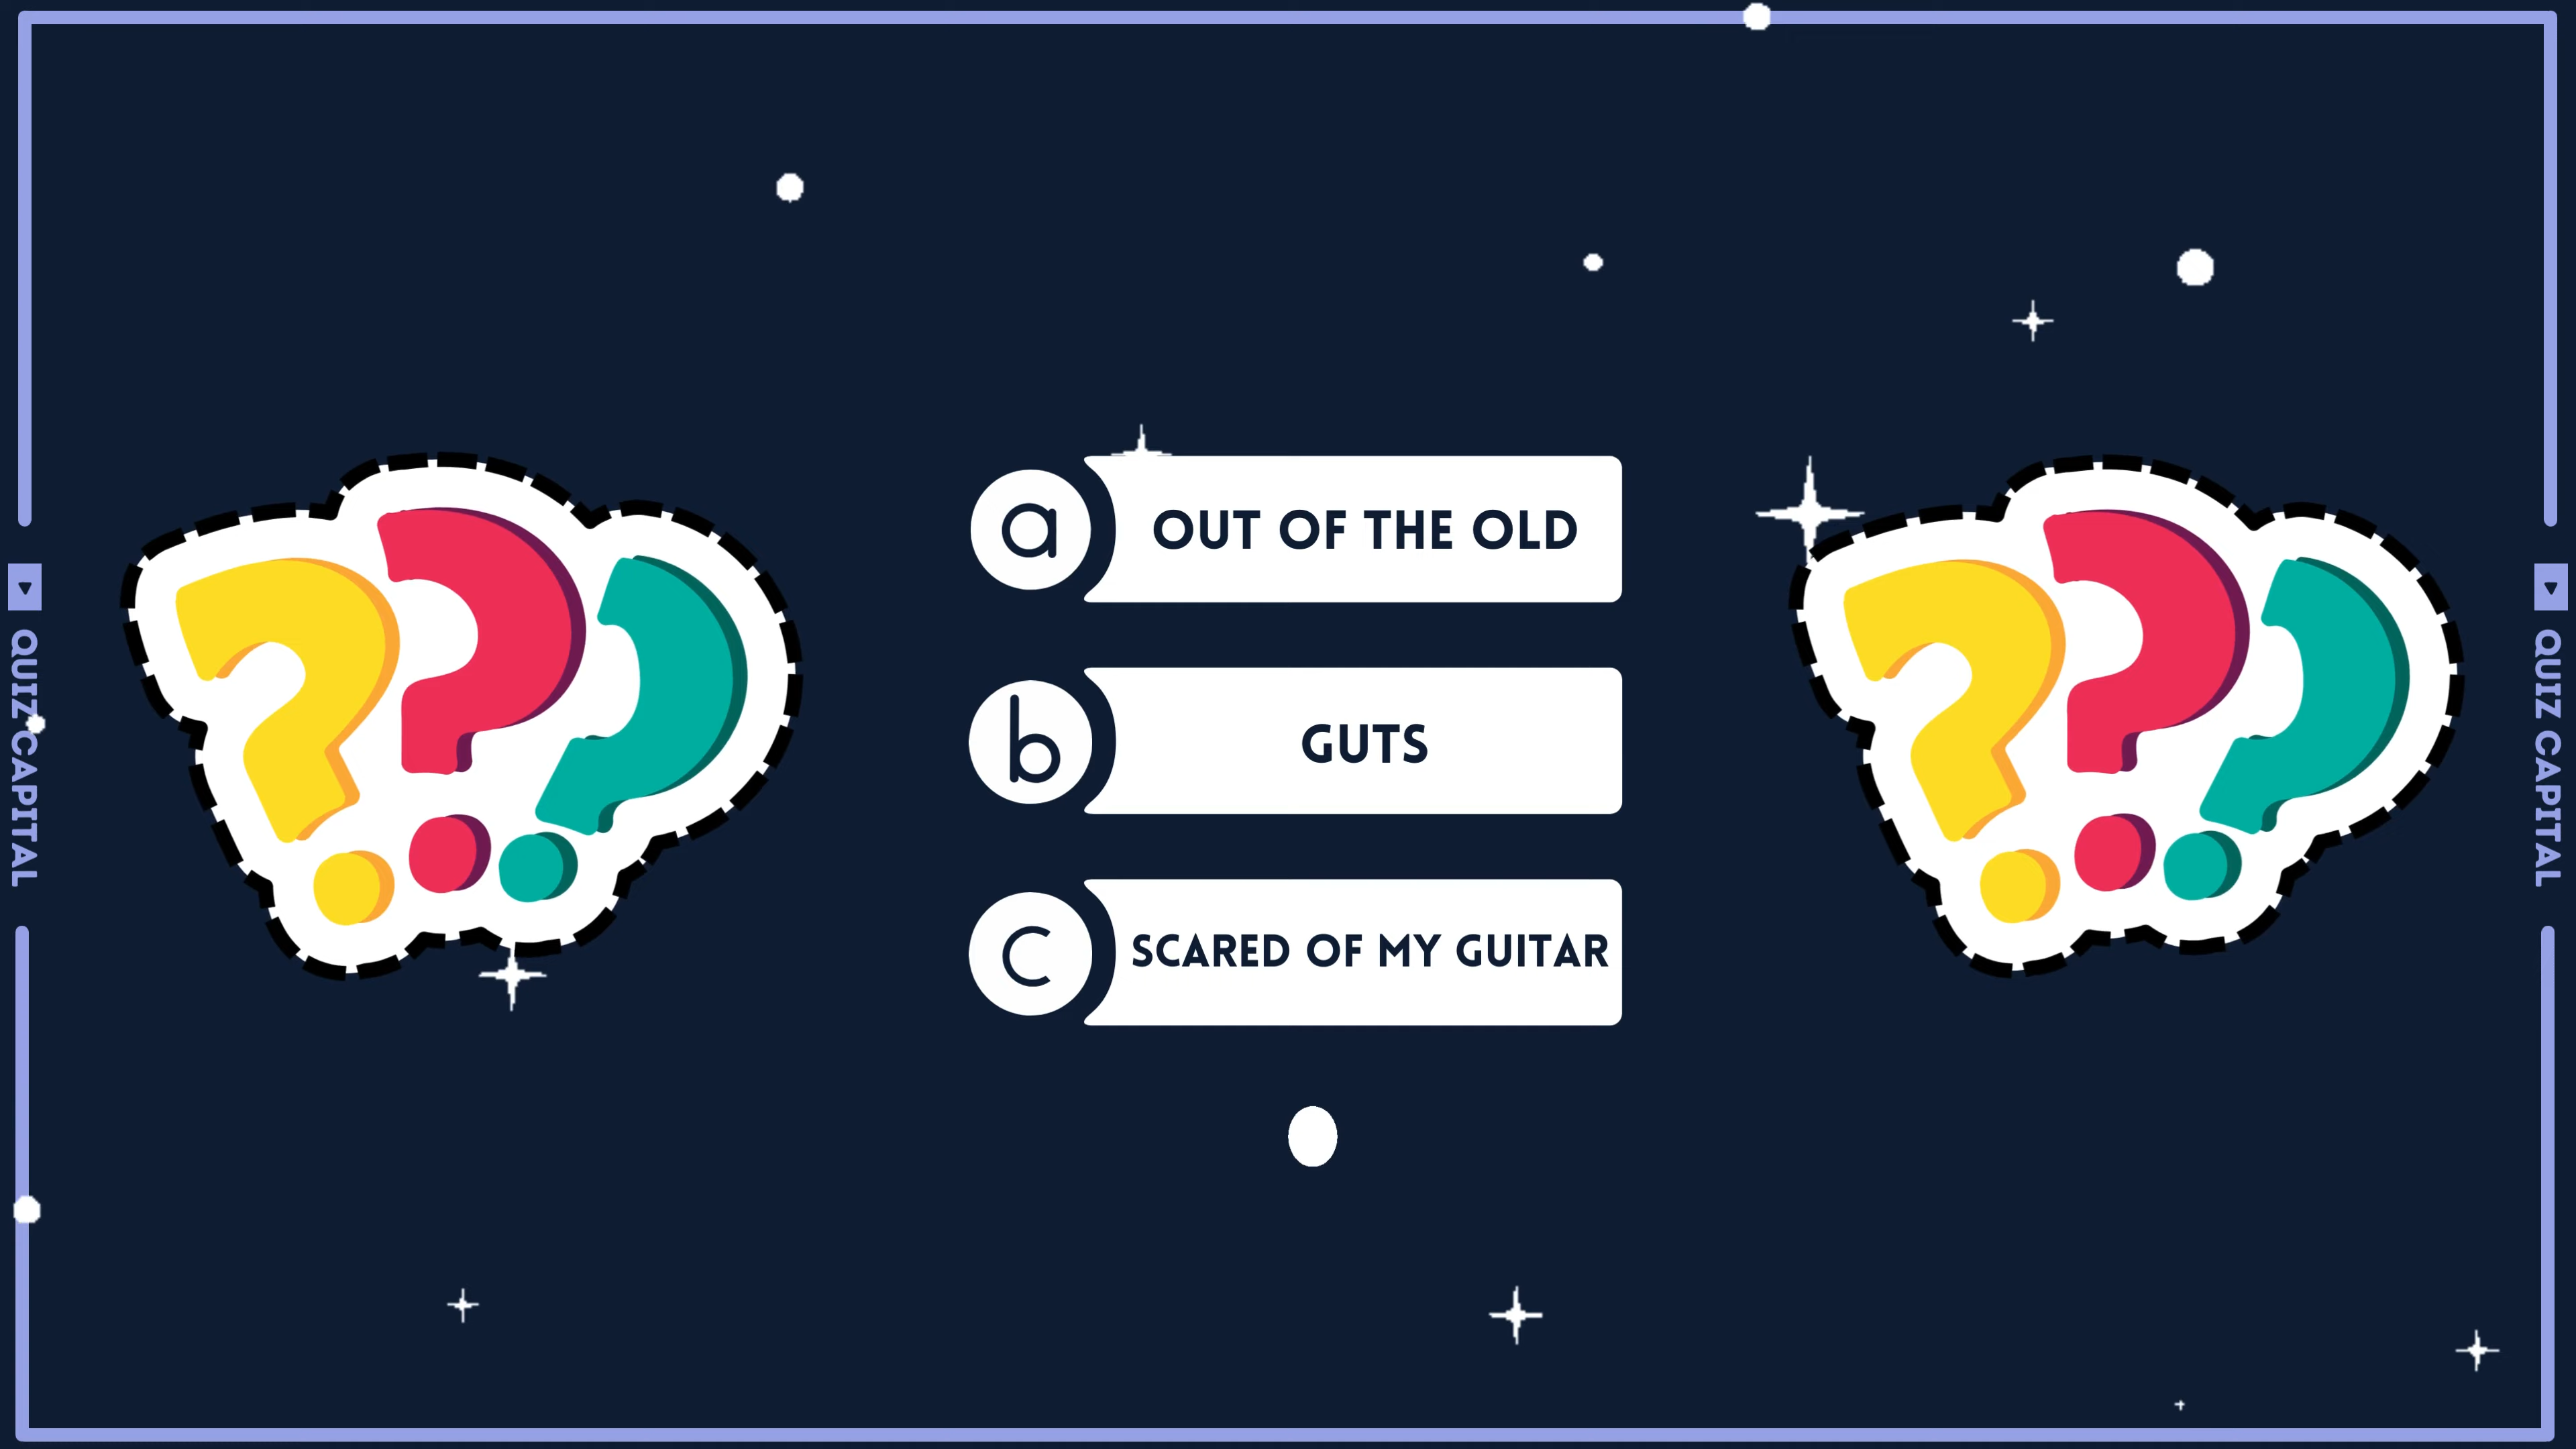 a OUT OF THE OLD
b GUTS
c SCARED OF MY GUITAR
QUIZ CAPITAL
QUIZ CAPITAL